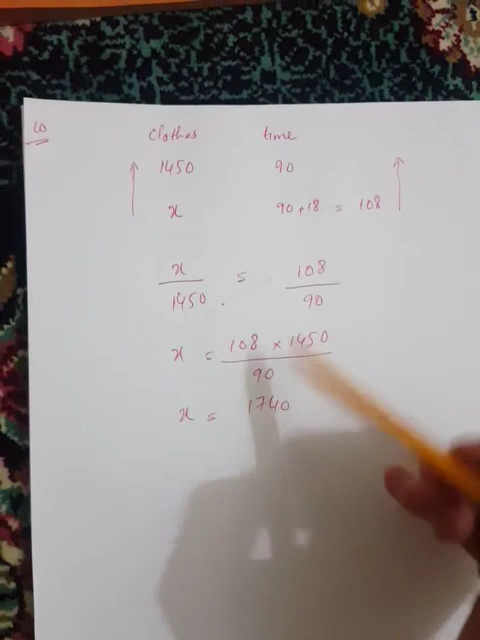 10
clothes time
1450 90
x 90+18 = 108
x/1450 = 108/90
x = 108 × 1450/90
x = 1740